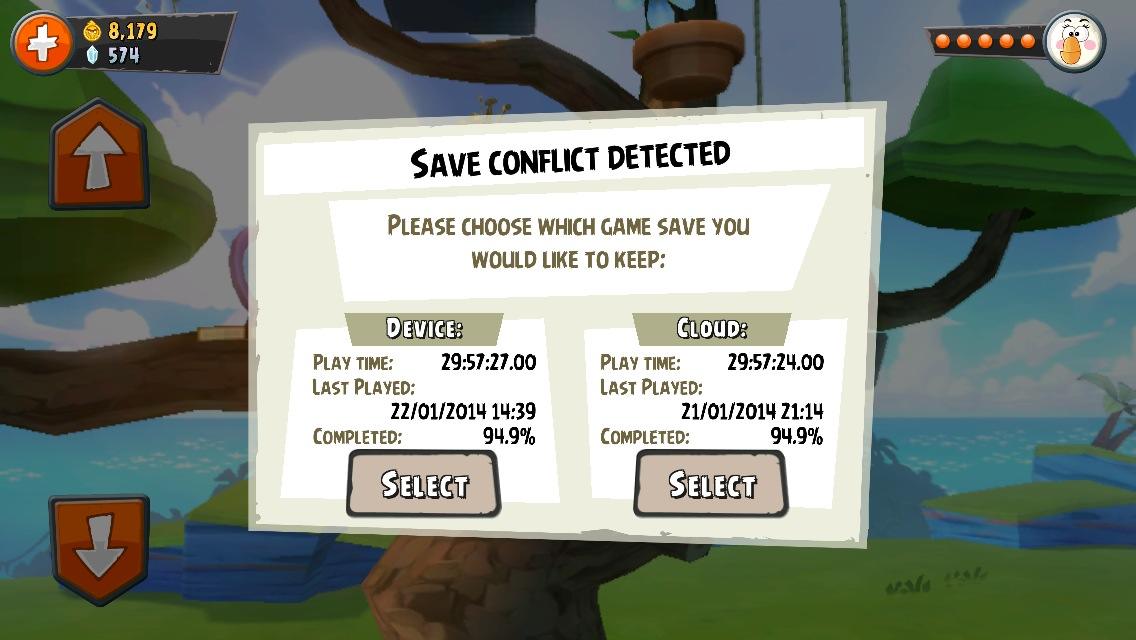 8,179
574
Save conflict detected
Please choose which game save you
would like to keep:
Device:
Play time: 29:57:27.00
Last Played:
22/01/2014 14:39
Completed: 94.9%
Select
Cloud:
Play time: 29:57:24.00
Last Played:
21/01/2014 21:14
Completed: 94.9%
Select